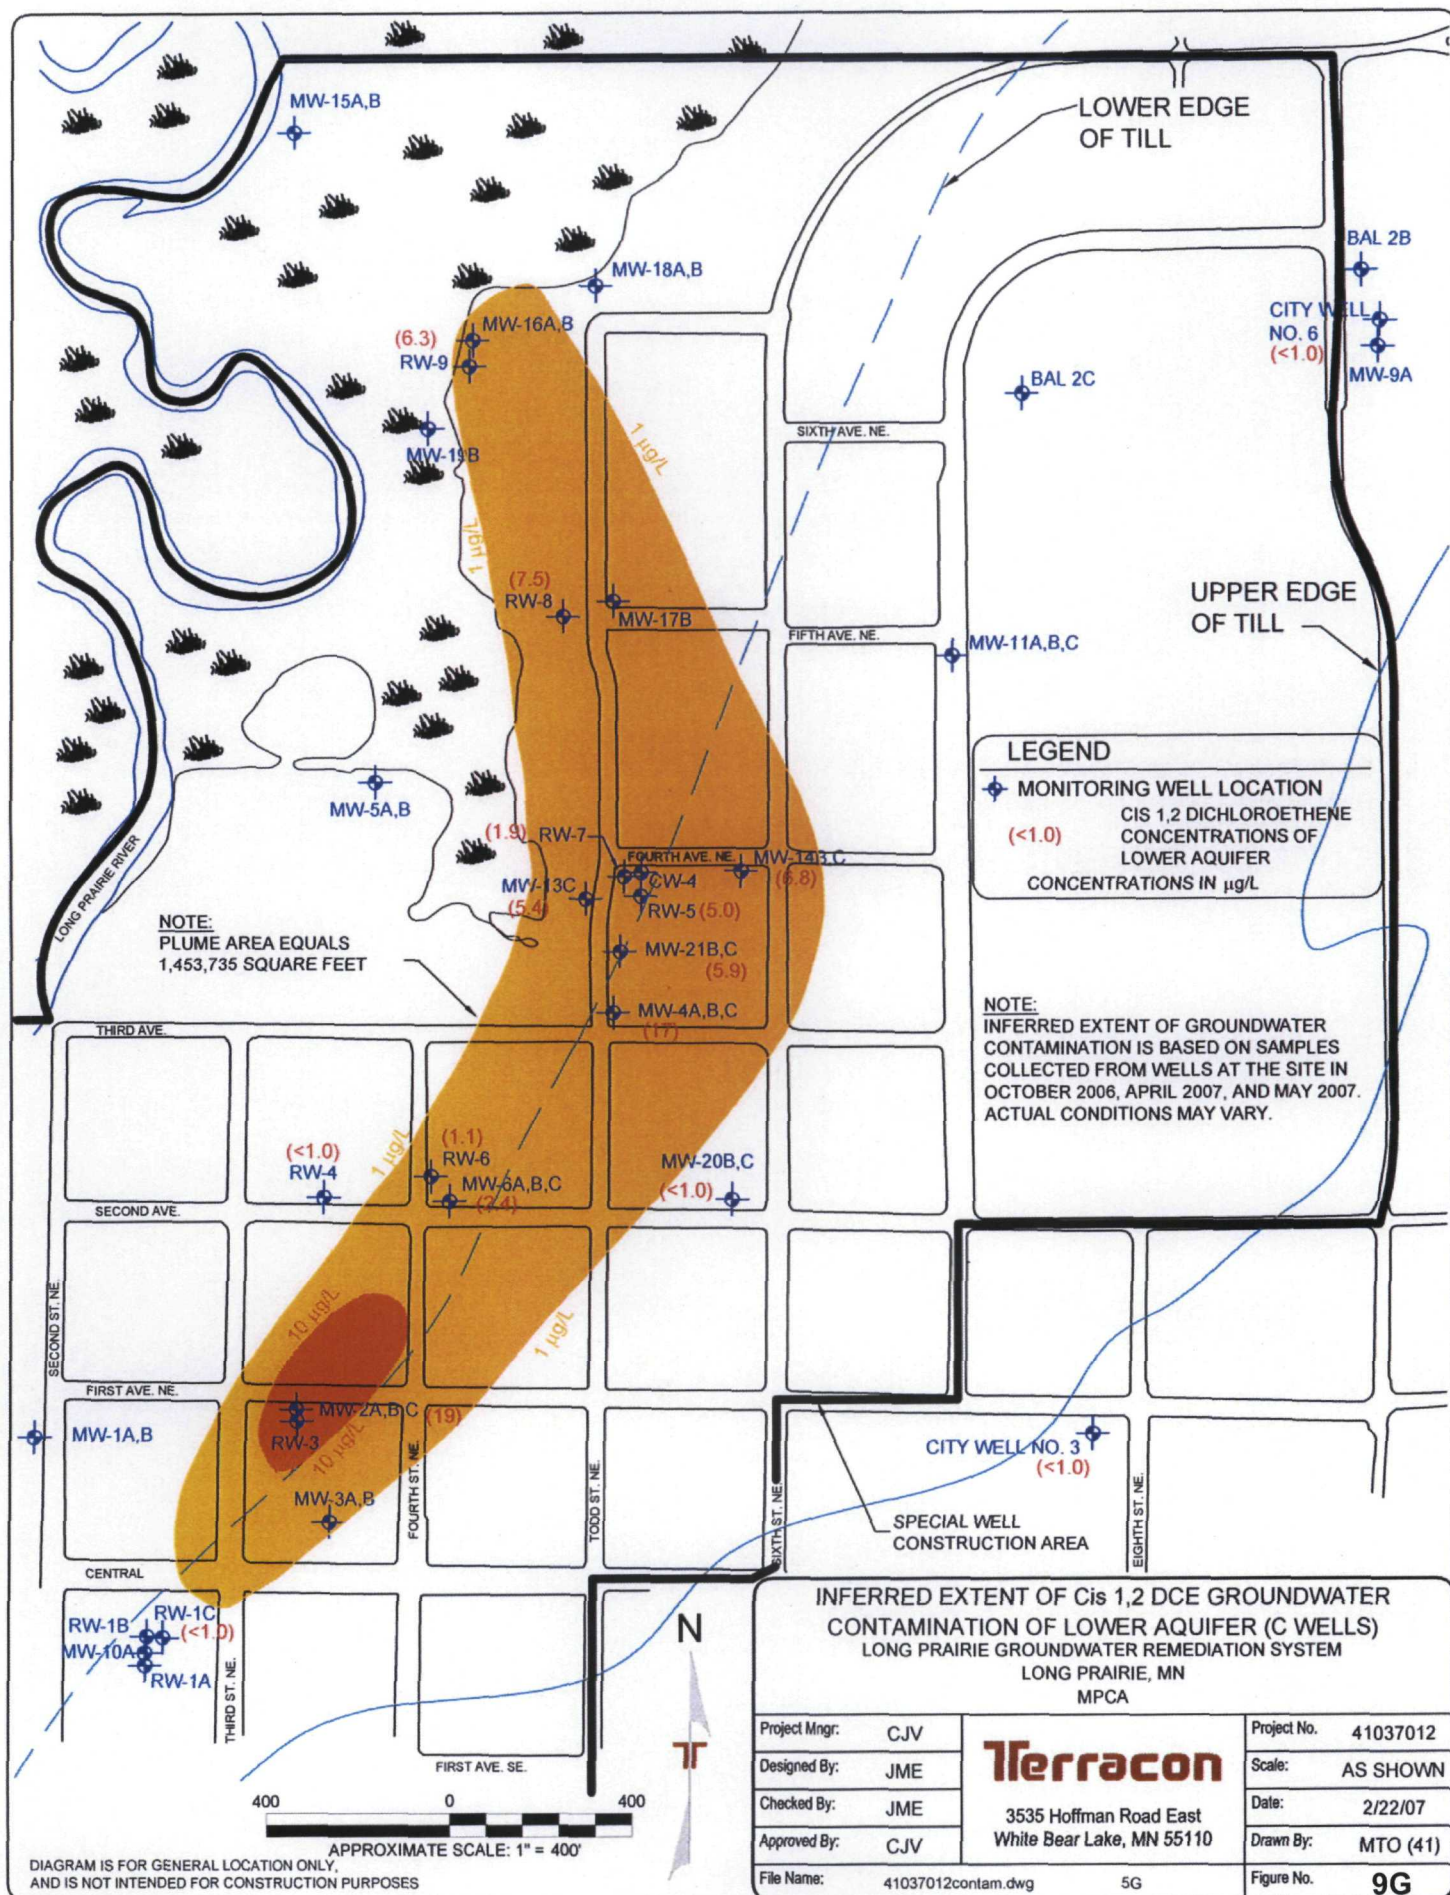 MW-15A,B
LOWER EDGE
OF TILL
BAL 2B
MW-18A,B
CITY WELL
NO. 6
(<1.0)
MW-9A
MW-16A,B
(6.3)
RW-9
BAL 2C
MW-19B
1 µg/L
SIXTH AVE. NE.
1 µg/L
(7.5)
RW-8
MW-17B
FIFTH AVE. NE.
MW-11A,B,C
UPPER EDGE
OF TILL
LEGEND
MONITORING WELL LOCATION
(<1.0)
CIS 1,2 DICHLOROETHENE
CONCENTRATIONS OF
LOWER AQUIFER
CONCENTRATIONS IN µg/L
MW-5A,B
(1.9)
RW-7
FOURTH AVE. NE.
MW-14B,C
(6.8)
CW-4
MW-13C
(5.4)
RW-5 (5.0)
LONG PRAIRIE RIVER
NOTE:
PLUME AREA EQUALS
1,453,735 SQUARE FEET
MW-21B,C
(5.9)
MW-4A,B,C
(17)
THIRD AVE.
NOTE:
INFERRED EXTENT OF GROUNDWATER
CONTAMINATION IS BASED ON SAMPLES
COLLECTED FROM WELLS AT THE SITE IN
OCTOBER 2006, APRIL 2007, AND MAY 2007.
ACTUAL CONDITIONS MAY VARY.
1 µg/L
(<1.0)
RW-4
(1.1)
RW-6
MW-6A,B,C
(3.4)
MW-20B,C
(<1.0)
SECOND AVE.
SECOND ST. NE.
10 µg/L
1 µg/L
FIRST AVE. NE.
MW-1A,B
MW-2A,B,C (19)
RW-3
10 µg/L
CITY WELL NO. 3
(<1.0)
MW-3A,B
FOURTH ST. NE.
TODD ST. NE.
SIXTH ST. NE.
EIGHTH ST. NE.
SPECIAL WELL
CONSTRUCTION AREA
CENTRAL
RW-1B
RW-1C
(<1.0)
MW-10A
RW-1A
THIRD ST. NE.
FIRST AVE. SE.
N
400 0 400
APPROXIMATE SCALE: 1" = 400'
DIAGRAM IS FOR GENERAL LOCATION ONLY,
AND IS NOT INTENDED FOR CONSTRUCTION PURPOSES
INFERRED EXTENT OF Cis 1,2 DCE GROUNDWATER
CONTAMINATION OF LOWER AQUIFER (C WELLS)
LONG PRAIRIE GROUNDWATER REMEDIATION SYSTEM
LONG PRAIRIE, MN
MPCA
Project Mngr: CJV
Designed By: JME
Checked By: JME
Approved By: CJV
File Name: 41037012contam.dwg 5G
Terracon
3535 Hoffman Road East
White Bear Lake, MN 55110
Project No. 41037012
Scale: AS SHOWN
Date: 2/22/07
Drawn By: MTO (41)
Figure No. 9G